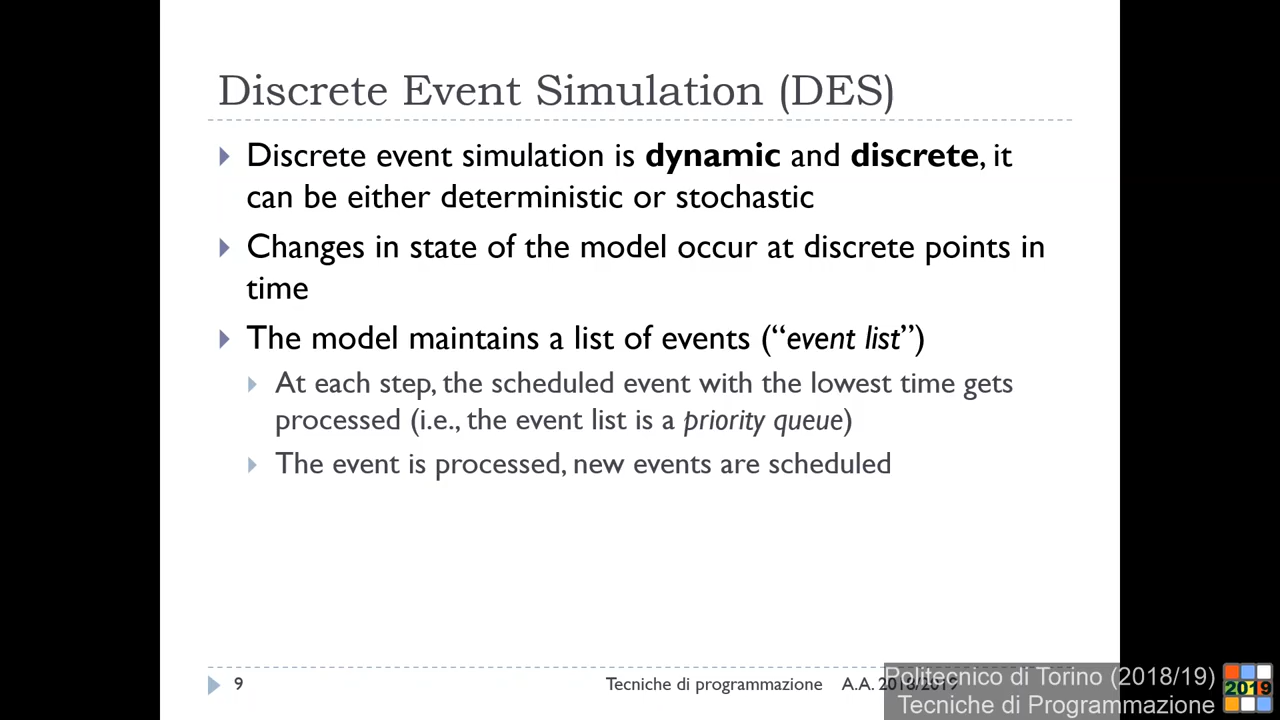 Discrete Event Simulation (DES)
Discrete event simulation is dynamic and discrete, it
can be either deterministic or stochastic
Changes in state of the model occur at discrete points in
time
The model maintains a list of events (“event list”)
At each step, the scheduled event with the lowest time gets
processed (i.e., the event list is a priority queue)
The event is processed, new events are scheduled
9
Tecniche di programmazione A.A. 2018/2019
Politecnico di Torino (2018/19)
Tecniche di Programmazione
2019